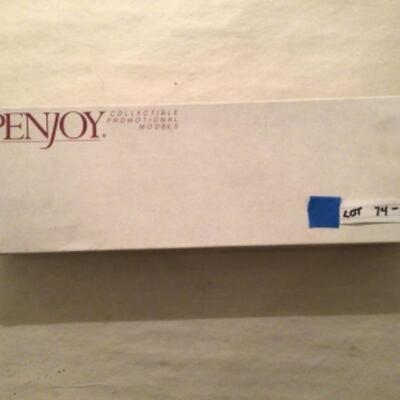 PENJOY®
COLLECTIBLE
PROMOTIONAL
MODELS
LOT 74-